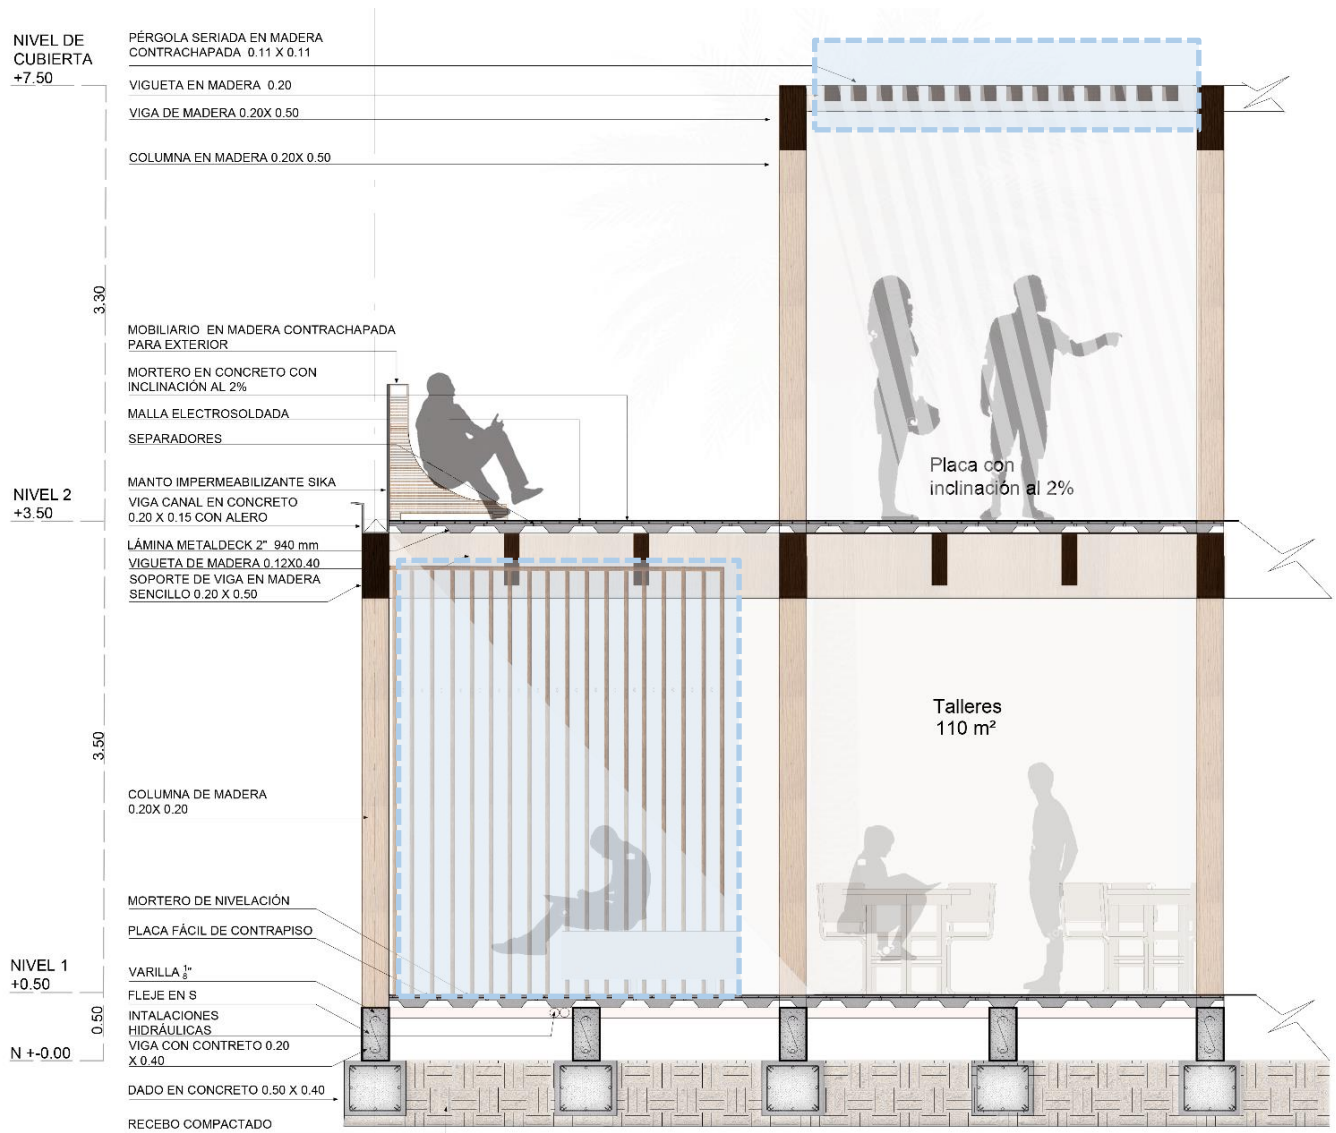 NIVEL DE
CUBIERTA
+7.50
PÉRGOLA SERIADA EN MADERA
CONTRACHAPADA 0.11 X 0.11
VIGUETA EN MADERA 0.20
VIGA DE MADERA 0.20X 0.50
COLUMNA EN MADERA 0.20X 0.50
3.30
MOBILIARIO EN MADERA CONTRACHAPADA
PARA EXTERIOR
MORTERO EN CONCRETO CON
INCLINACIÓN AL 2%
MALLA ELECTROSOLDADA
SEPARADORES
Placa con
inclinación al 2%
MANTO IMPERMEABILIZANTE SIKA
NIVEL 2
+3.50
VIGA CANAL EN CONCRETO
0.20 X 0.15 CON ALERO
LÁMINA METALDECK 2" 940 mm
VIGUETA DE MADERA 0.12X0.40
SOPORTE DE VIGA EN MADERA
SENCILLO 0.20 X 0.50
Talleres
110 m²
3.50
COLUMNA DE MADERA
0.20X 0.20
MORTERO DE NIVELACIÓN
PLACA FÁCIL DE CONTRAPISO
NIVEL 1
+0.50
VARILLA 1/8"
FLEJE EN S
0.50
INTALACIONES
HIDRÁULICAS
VIGA CON CONTRETO 0.20
X 0.40
N +-0.00
DADO EN CONCRETO 0.50 X 0.40
RECEBO COMPACTADO